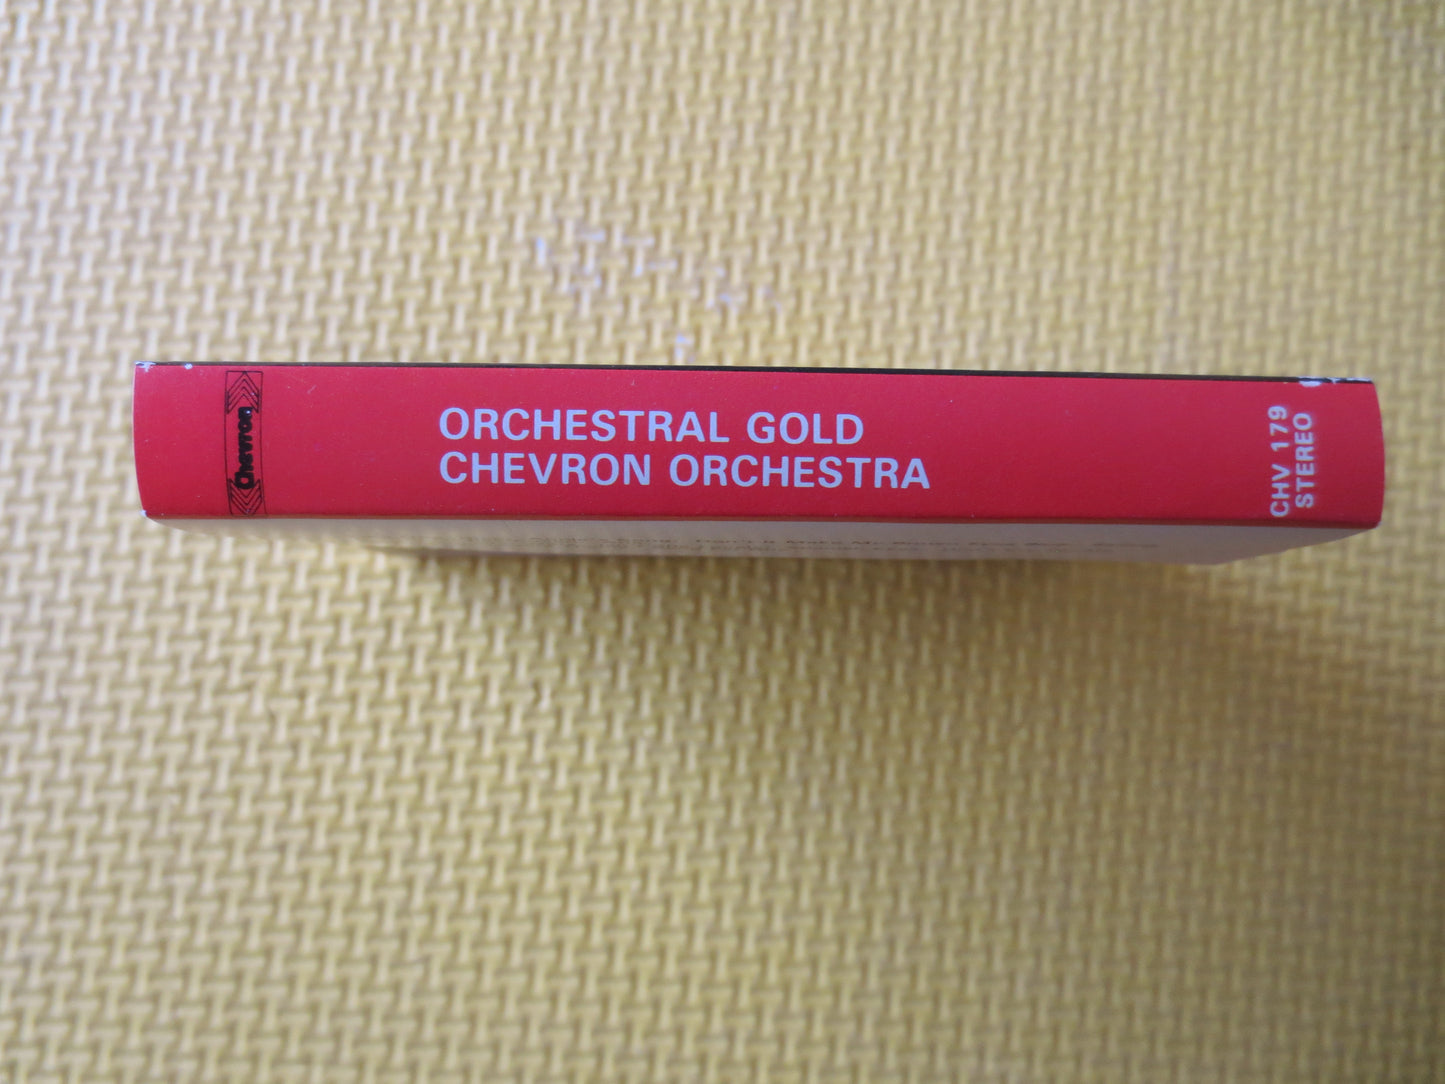 Chevron
ORCHESTRAL GOLD
CHEVRON ORCHESTRA
CHV 179
STEREO